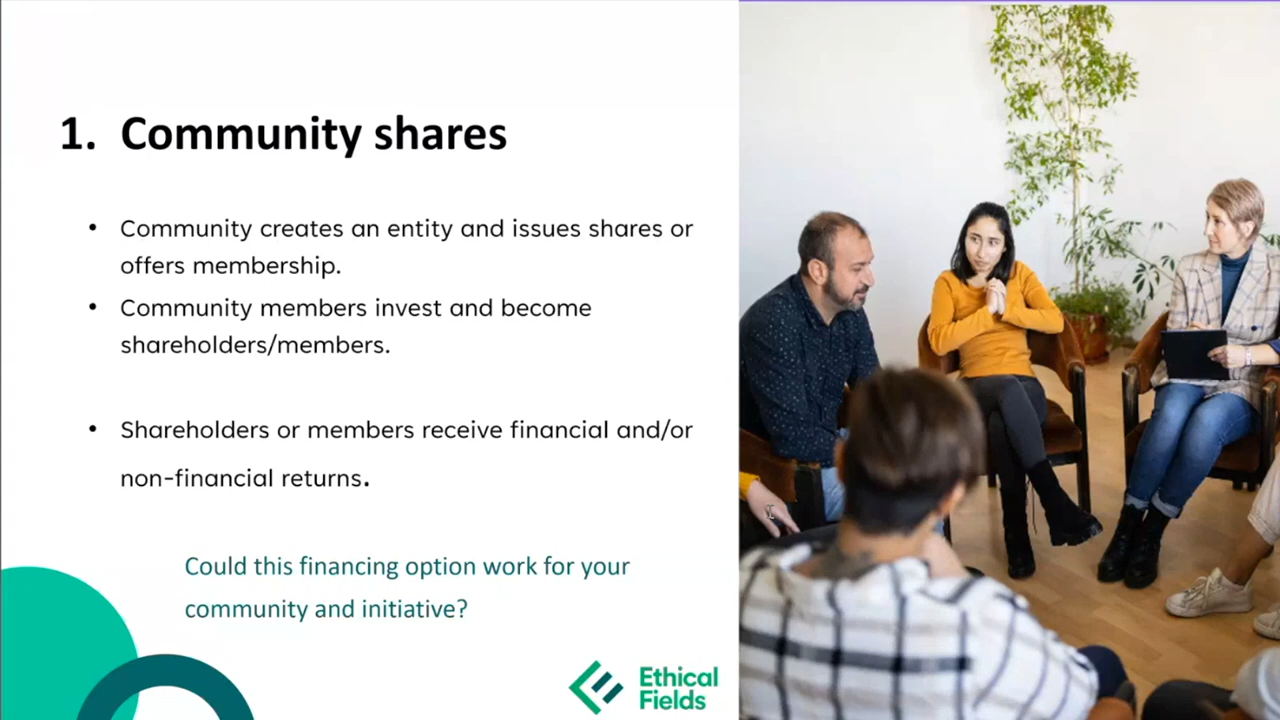 1. Community shares
• Community creates an entity and issues shares or
offers membership.
• Community members invest and become
shareholders/members.
• Shareholders or members receive financial and/or
non-financial returns.
Could this financing option work for your
community and initiative?
Ethical
Fields